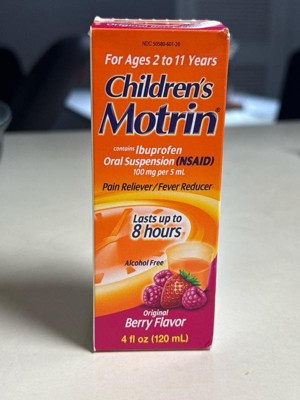 For Ages 2 to 11 Years
Children's
Motrin®
contains Ibuprofen
Oral Suspension (NSAID)
100 mg per 5 mL
Pain Reliever/Fever Reducer
Lasts up to
8 hours
Alcohol Free
Original
Berry Flavor
4 fl oz (120 mL)